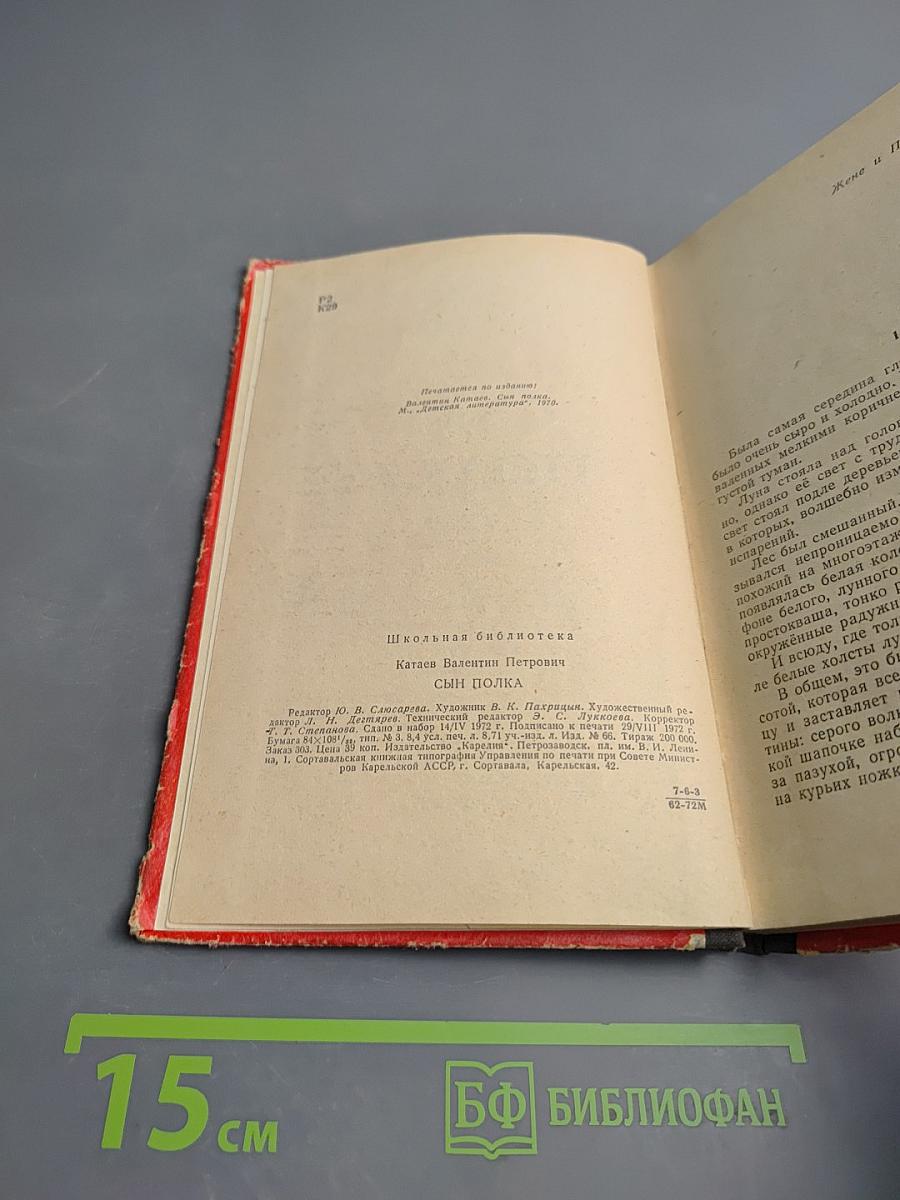 Р2
К29
Печатается по изданию:
Валентин Катаев. Сын полка.
М., „Детская литература“, 1970.
Школьная библиотека
Катаев Валентин Петрович
СЫН ПОЛКА
Редактор Ю. В. Слюсарева. Художник В. К. Пахрицын. Художественный ре-
дактор Л. Н. Дегтярев. Технический редактор Э. С. Луккоева. Корректор
Т. Т. Степанова. Сдано в набор 14/IV 1972 г. Подписано к печати 29/VIII 1972 г.
Бумага 84×108¹/₃₂, тип. № 3. 8,4 усл. печ. л. 8,71 уч.-изд. л. Изд. № 66. Тираж 200 000.
Заказ 303. Цена 39 коп. Издательство „Карелия“. Петрозаводск. пл. им. В. И. Лени-
на, 1. Сортавальская книжная типография Управления по печати при Совете Минист-
ров Карельской АССР, г. Сортавала, Карельская. 42.
7-6-3
62-72М
Жене и П
1
Была самая середина гл
было очень сыро и холодно.
валенных мелкими коричне
густой туман.
Луна стояла над голо
но, однако её свет с труд
свет стоял подле деревье
в которых, волшебно изм
испарений.
Лес был смешанный.
зывался непроницаемо
похожий на многоэтаж
появлялась белая кол
фоне белого, лунного
простокваша, тонко р
окружённые радужн
И всюду, где тол
ле белые холсты лу
В общем, это бы
сотой, которая все
цу и заставляет
тины: серого вол
кой шапочке наб
за пазухой, огро
на курьих ножк
15 см
БФ БИБЛИОФАН